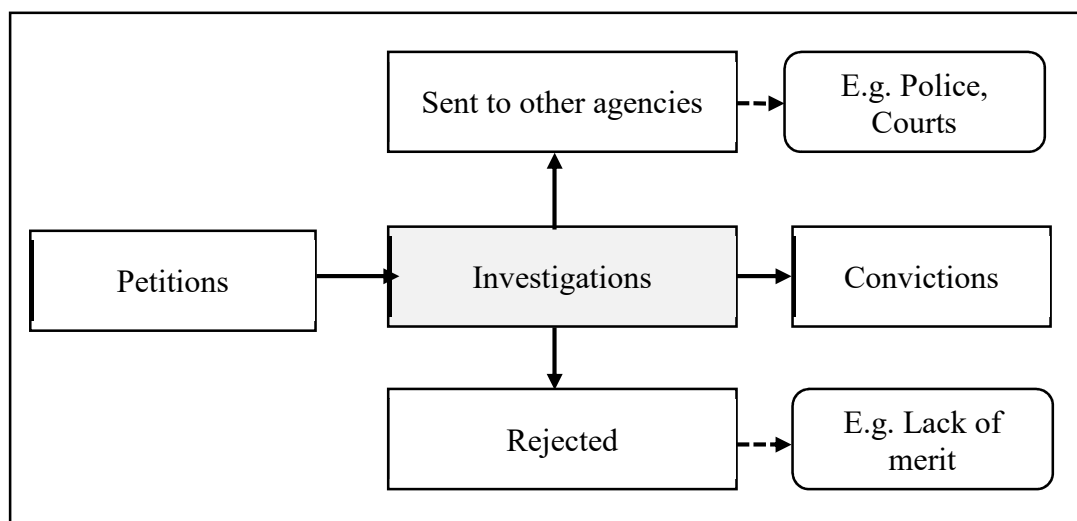 Sent to other agencies
E.g. Police,
Courts
Petitions
Investigations
Convictions
Rejected
E.g. Lack of
merit